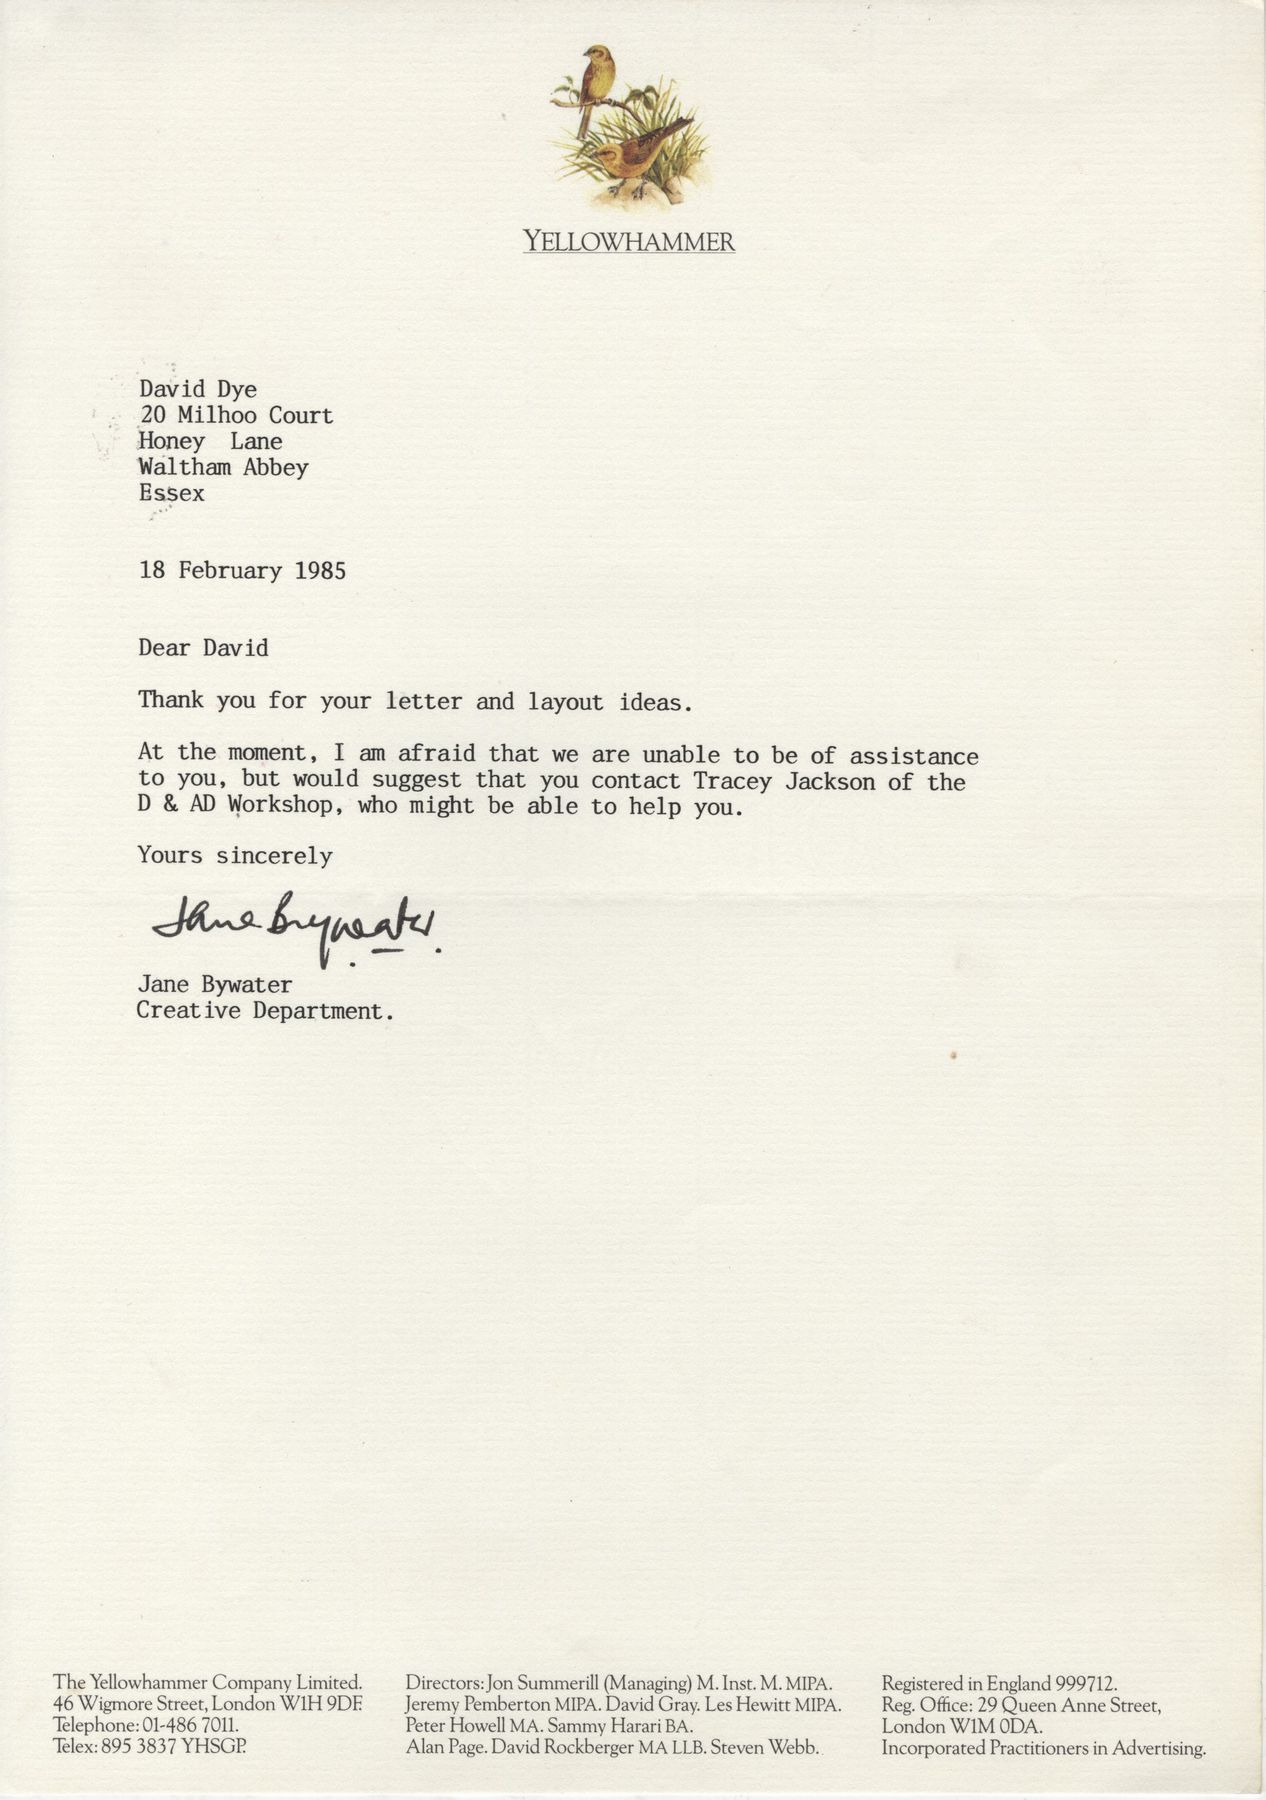 YELLOWHAMMER
David Dye
20 Milhoo Court
Honey Lane
Waltham Abbey
Essex
18 February 1985
Dear David
Thank you for your letter and layout ideas.
At the moment, I am afraid that we are unable to be of assistance
to you, but would suggest that you contact Tracey Jackson of the
D & AD Workshop, who might be able to help you.
Yours sincerely
Jane Bywater
Jane Bywater
Creative Department.
The Yellowhammer Company Limited.
46 Wigmore Street, London W1H 9DF.
Telephone: 01-486 7011.
Telex: 895 3837 YHSGP.
Directors: Jon Summerill (Managing) M. Inst. M. MIPA.
Jeremy Pemberton MIPA. David Gray. Les Hewitt MIPA.
Peter Howell MA. Sammy Harari BA.
Alan Page. David Rockberger MA LLB. Steven Webb.
Registered in England 999712.
Reg. Office: 29 Queen Anne Street,
London W1M 0DA.
Incorporated Practitioners in Advertising.